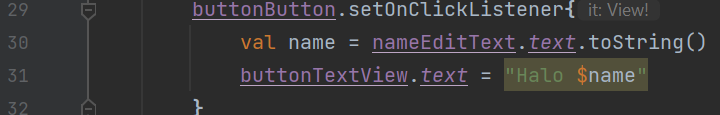 29 buttonButton.setOnClickListener{ it: View!
30 val name = nameEditText.text.toString()
31 buttonTextView.text = "Halo $name"
32 }